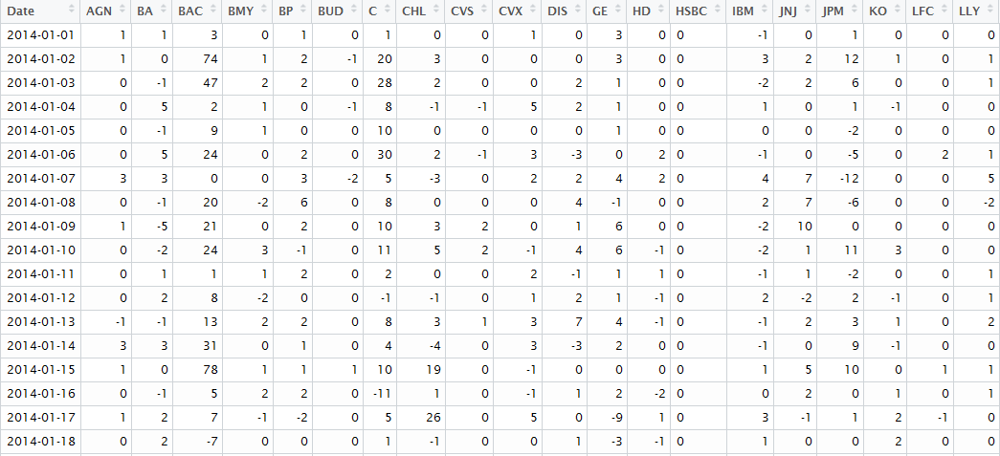 Date AGN BA BAC BMY BP BUD C CHL CVS CVX DIS GE HD HSBC IBM JNJ JPM KO LFC LLY
2014-01-01 1 1 3 0 1 0 1 0 0 1 0 3 0 0 -1 0 1 0 0 0
2014-01-02 1 0 74 1 2 -1 20 3 0 0 0 3 0 0 3 2 12 1 0 1
2014-01-03 0 -1 47 2 2 0 28 2 0 0 2 1 0 0 -2 2 6 0 0 1
2014-01-04 0 5 2 1 0 -1 8 -1 -1 5 2 1 0 0 1 0 1 -1 0 0
2014-01-05 0 -1 9 1 0 0 10 0 0 0 0 1 0 0 0 0 -2 0 0 0
2014-01-06 0 5 24 0 2 0 30 2 -1 3 -3 0 2 0 -1 0 -5 0 2 1
2014-01-07 3 3 0 0 3 -2 5 -3 0 2 2 4 2 0 4 7 -12 0 0 5
2014-01-08 0 -1 20 -2 6 0 8 0 0 0 4 -1 0 0 2 7 -6 0 0 -2
2014-01-09 1 -5 21 0 2 0 10 3 2 0 1 6 0 0 -2 10 0 0 0 0
2014-01-10 0 -2 24 3 -1 0 11 5 2 -1 4 6 -1 0 -2 1 11 3 0 0
2014-01-11 0 1 1 1 2 0 2 0 0 2 -1 1 1 0 -1 1 -2 0 0 1
2014-01-12 0 2 8 -2 0 0 -1 -1 0 1 2 1 -1 0 2 -2 2 -1 0 1
2014-01-13 -1 -1 13 2 2 0 8 3 1 3 7 4 -1 0 -1 2 3 1 0 2
2014-01-14 3 3 31 0 1 0 4 -4 0 3 -3 2 0 0 -1 0 9 -1 0 0
2014-01-15 1 0 78 1 1 1 10 19 0 -1 0 0 0 0 1 5 10 0 1 1
2014-01-16 0 -1 5 2 2 0 -11 1 0 -1 1 2 -2 0 0 2 0 1 0 1
2014-01-17 1 2 7 -1 -2 0 5 26 0 5 0 -9 1 0 3 -1 1 2 -1 0
2014-01-18 0 2 -7 0 0 0 1 -1 0 0 1 -3 -1 0 1 0 0 2 0 0